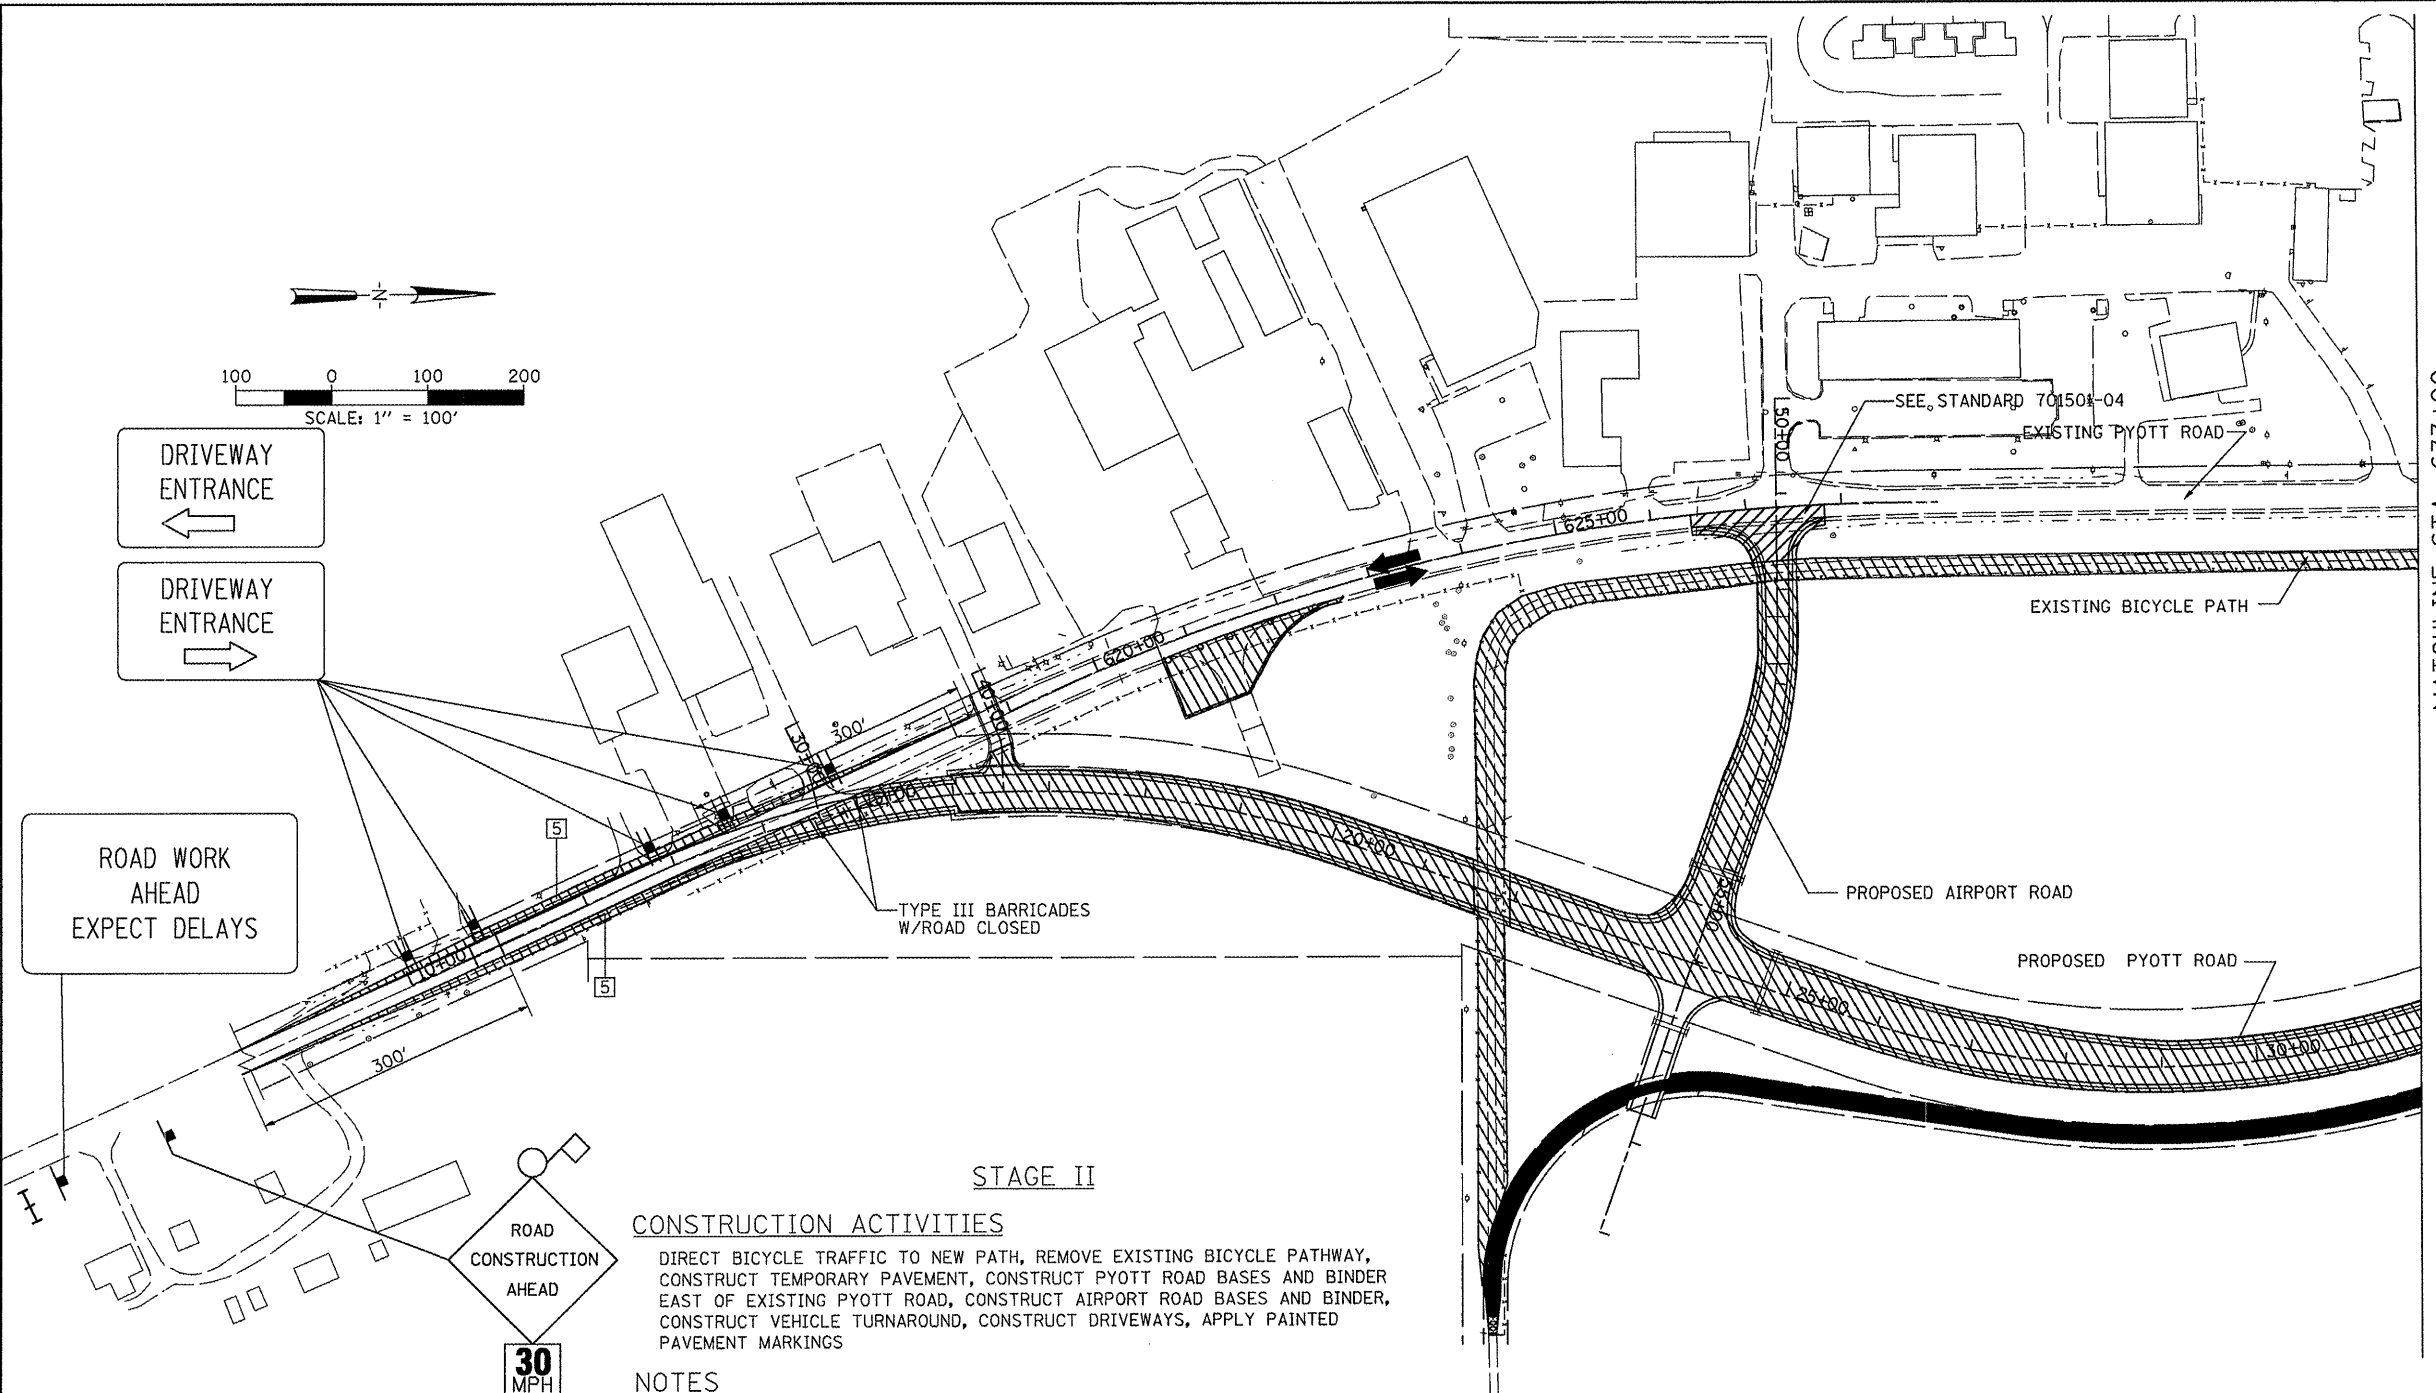 N
100 0 100 200
SCALE: 1" = 100'
DRIVEWAY
ENTRANCE
DRIVEWAY
ENTRANCE
ROAD WORK
AHEAD
EXPECT DELAYS
SEE STANDARD 701501-04
EXISTING PYOTT ROAD
50+00
625+00
EXISTING BICYCLE PATH
620+00
40+00
300'
15+00
20+00
5
5
TYPE III BARRICADES
W/ROAD CLOSED
PROPOSED AIRPORT ROAD
55+00
PROPOSED PYOTT ROAD
25+00
30+00
10+00
300'
ROAD
CONSTRUCTION
AHEAD
30
MPH
STAGE II
CONSTRUCTION ACTIVITIES
DIRECT BICYCLE TRAFFIC TO NEW PATH, REMOVE EXISTING BICYCLE PATHWAY,
CONSTRUCT TEMPORARY PAVEMENT, CONSTRUCT PYOTT ROAD BASES AND BINDER
EAST OF EXISTING PYOTT ROAD, CONSTRUCT AIRPORT ROAD BASES AND BINDER,
CONSTRUCT VEHICLE TURNAROUND, CONSTRUCT DRIVEWAYS, APPLY PAINTED
PAVEMENT MARKINGS
NOTES